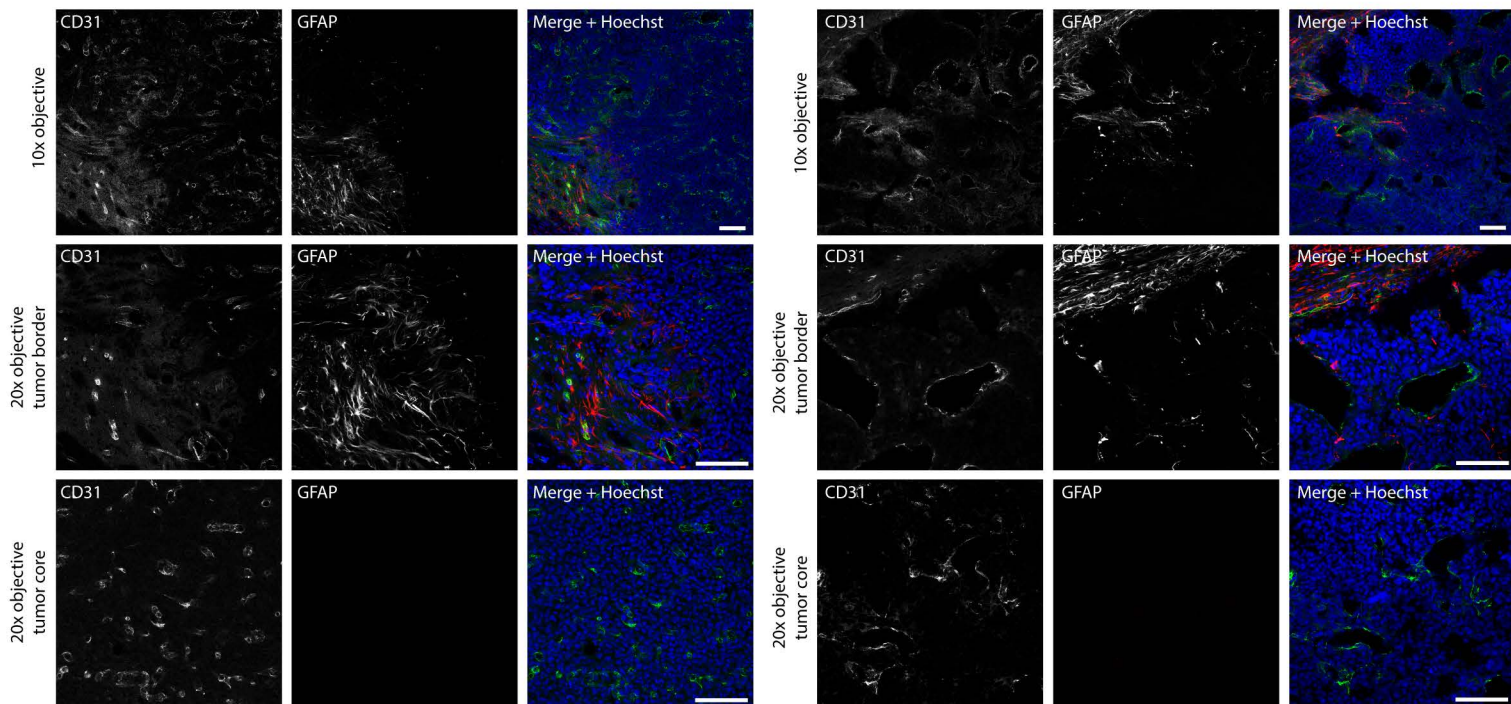 10x objective
CD31
GFAP
Merge + Hoechst
10x objective
CD31
GFAP
Merge + Hoechst
20x objective
tumor border
CD31
GFAP
Merge + Hoechst
20x objective
tumor border
CD31
GFAP
Merge + Hoechst
20x objective
tumor core
CD31
GFAP
Merge + Hoechst
20x objective
tumor core
CD31
GFAP
Merge + Hoechst